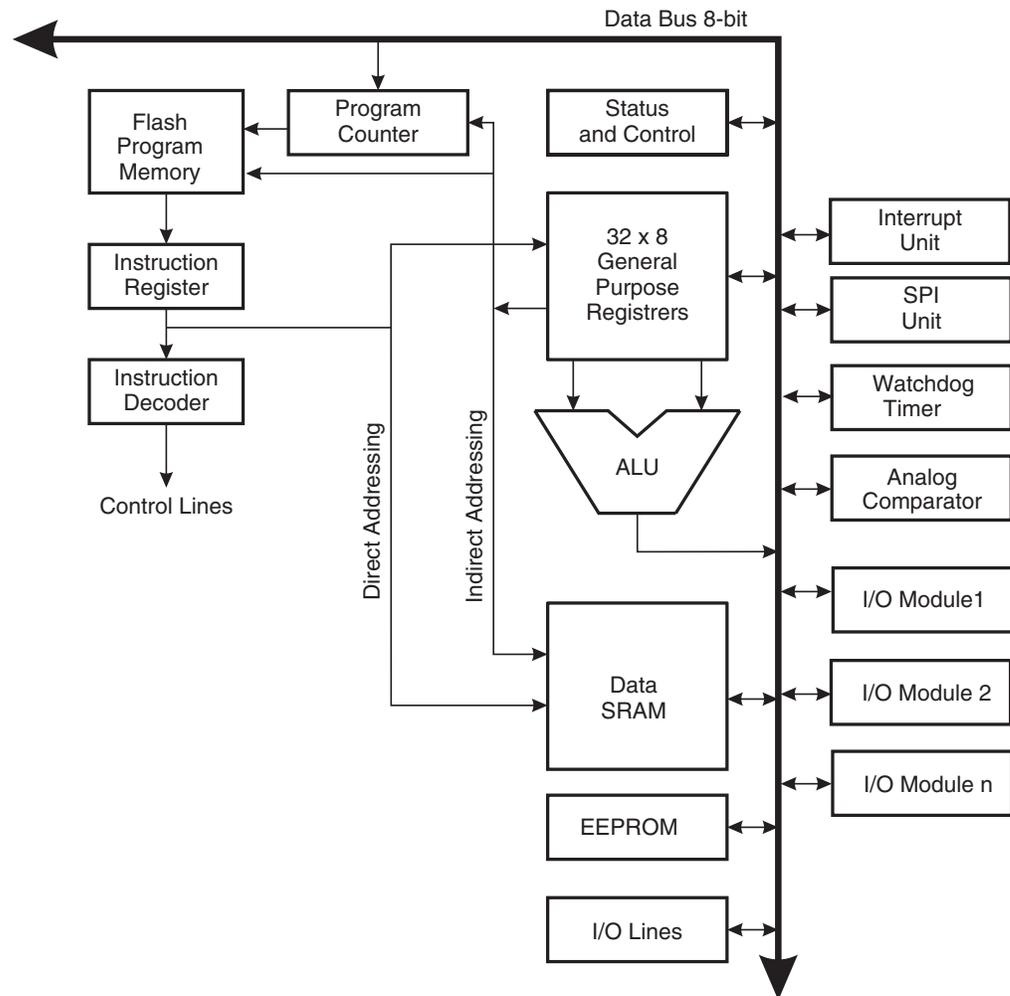 Data Bus 8-bit
Flash
Program
Memory
Program
Counter
Status
and Control
32 x 8
General
Purpose
Registrers
Interrupt
Unit
Instruction
Register
SPI
Unit
Instruction
Decoder
Watchdog
Timer
Control Lines
Direct Addressing
Indirect Addressing
ALU
Analog
Comparator
I/O Module1
Data
SRAM
I/O Module 2
I/O Module n
EEPROM
I/O Lines